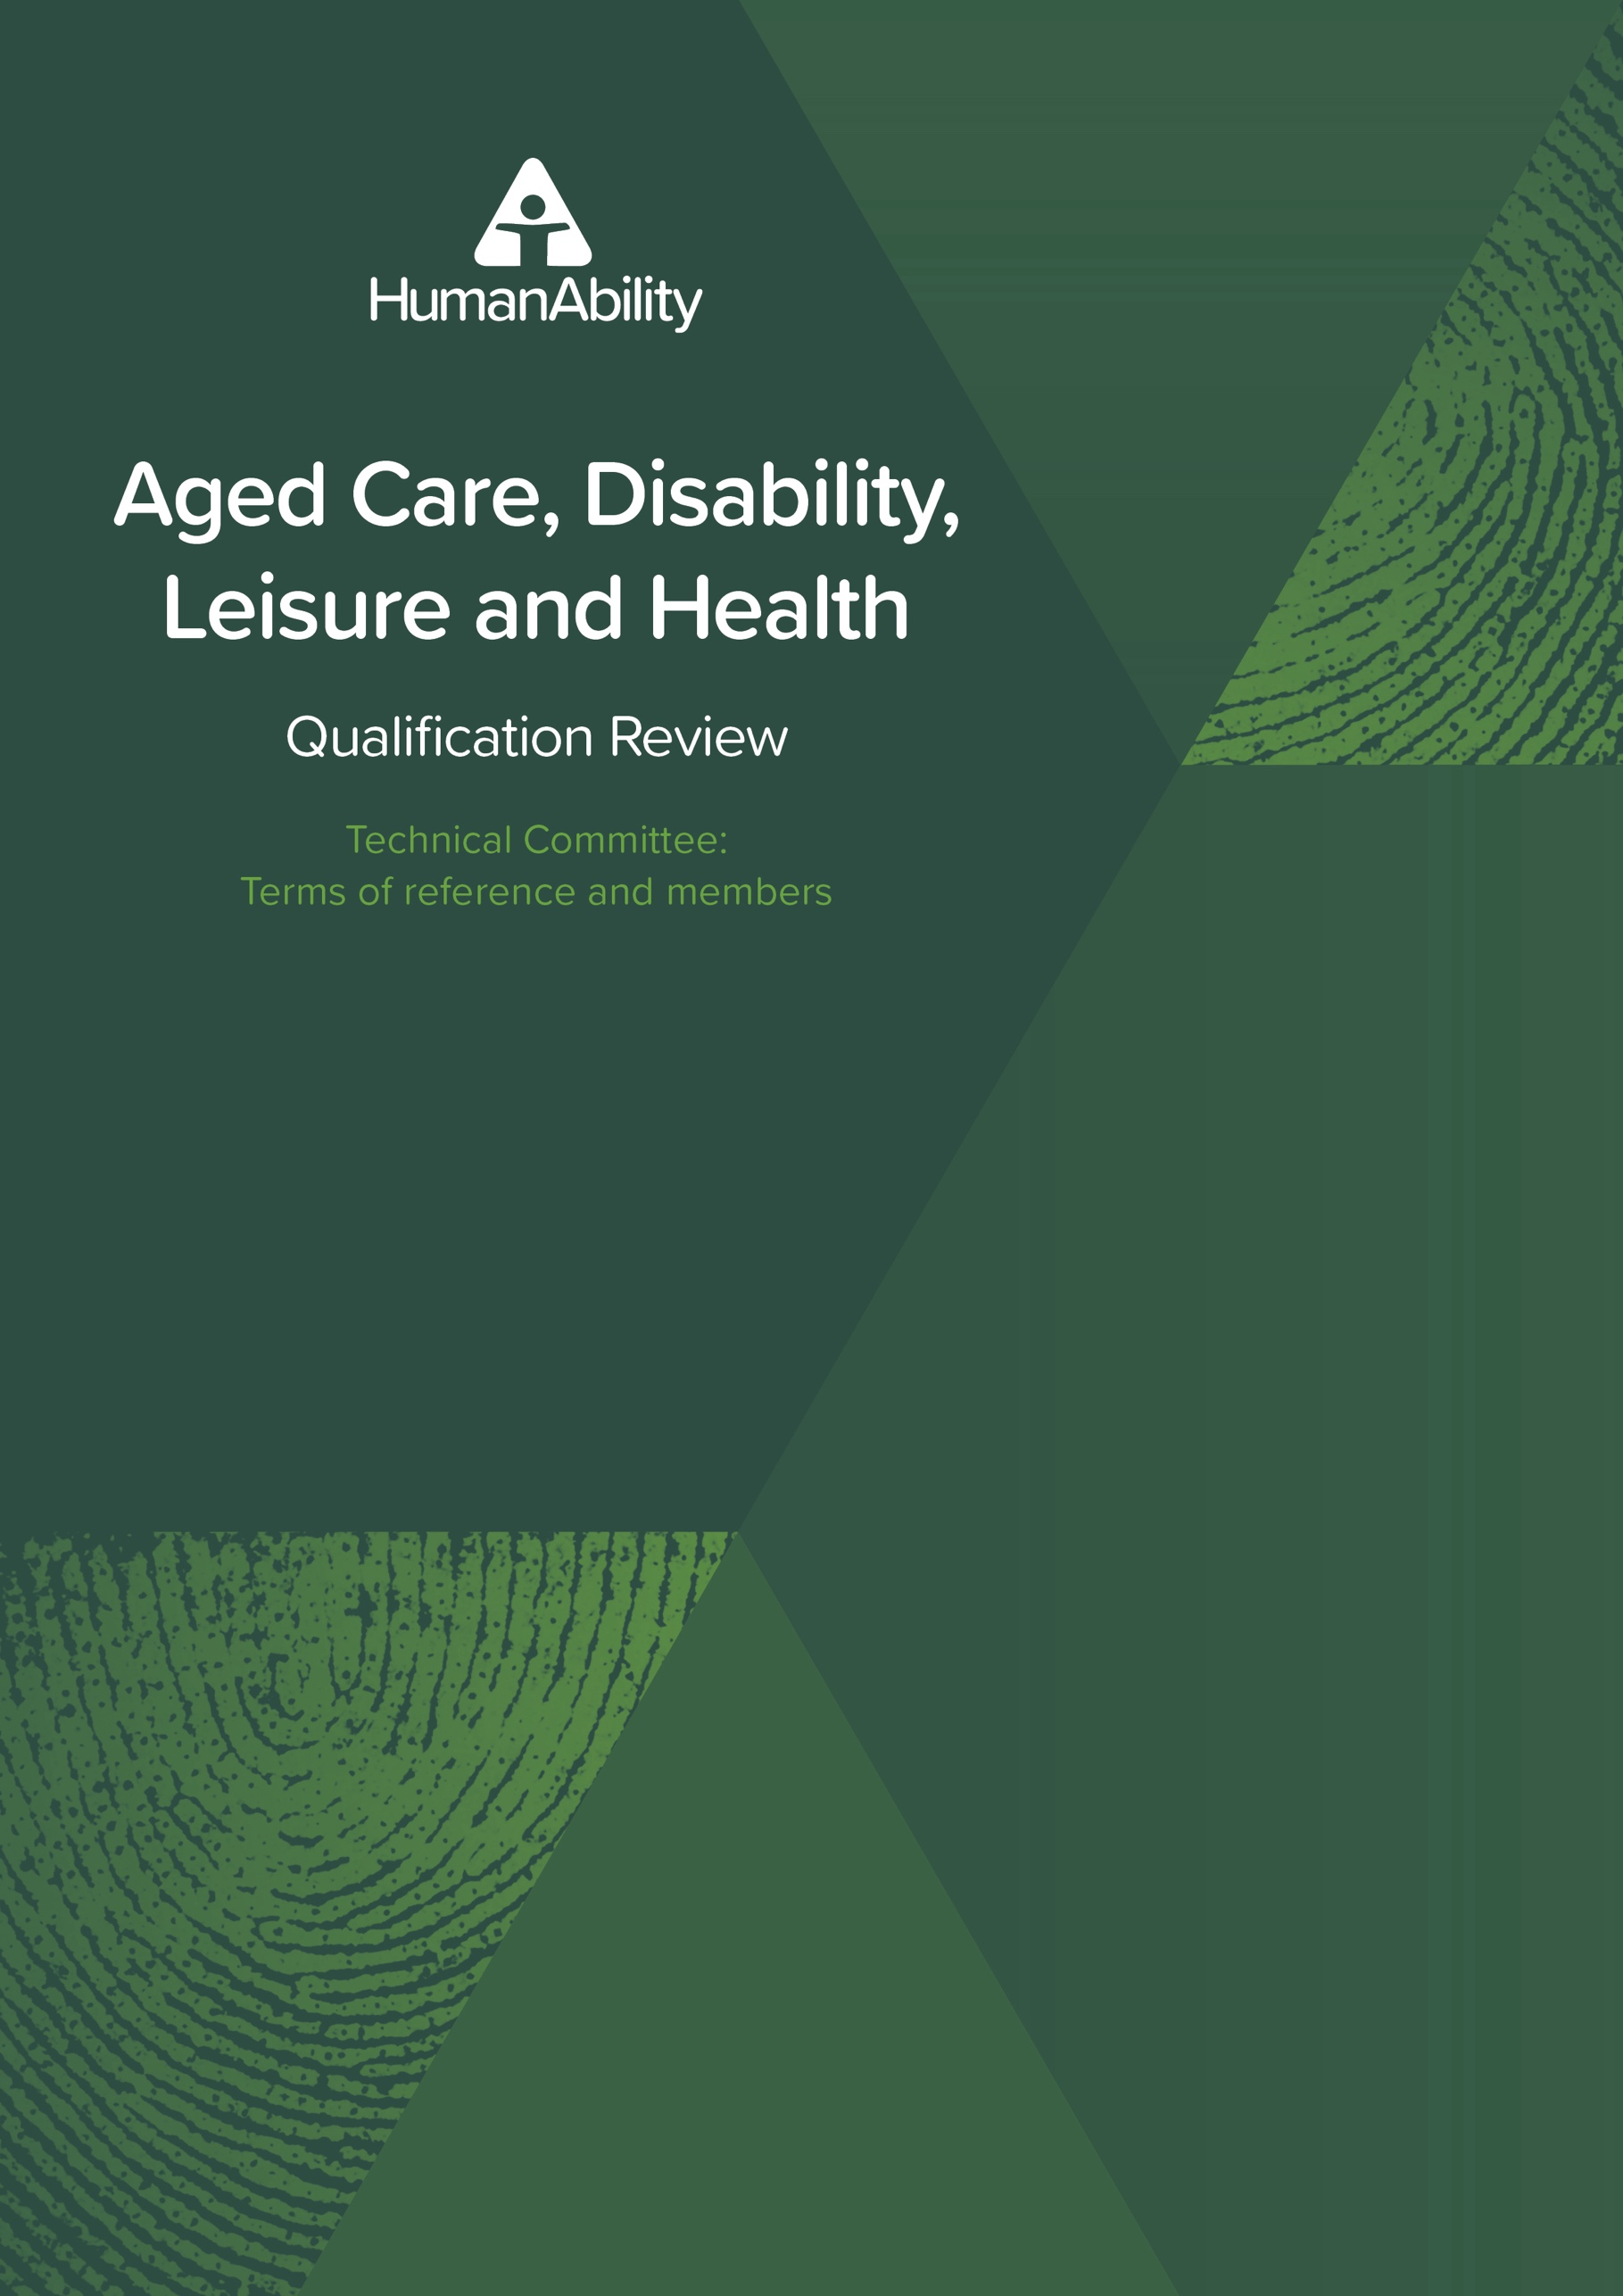 HumanAbility
Aged Care, Disability,
Leisure and Health
Qualification Review
Technical Committee:
Terms of reference and members